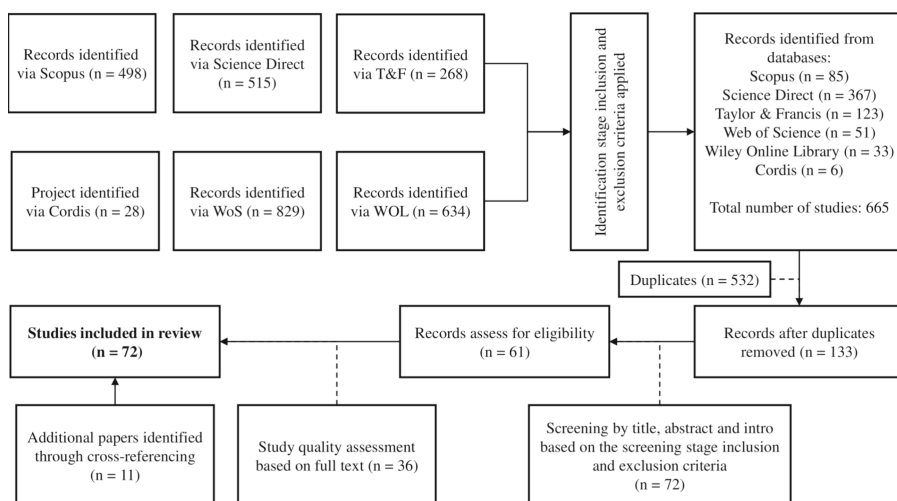 Records identified
via Scopus (n = 498)
Records identified
via Science Direct
(n = 515)
Records identified
via T&F (n = 268)
Project identified
via Cordis (n = 28)
Records identified
via WoS (n = 829)
Records identified
via WOL (n = 634)
Identification stage inclusion and
exclusion criteria applied
Records identified from
databases:
Scopus (n = 85)
Science Direct (n = 367)
Taylor & Francis (n = 123)
Web of Science (n = 51)
Wiley Online Library (n = 33)
Cordis (n = 6)
Total number of studies: 665
Duplicates (n = 532)
Records after duplicates
removed (n = 133)
Records assess for eligibility
(n = 61)
Studies included in review
(n = 72)
Additional papers identified
through cross-referencing
(n = 11)
Study quality assessment
based on full text (n = 36)
Screening by title, abstract and intro
based on the screening stage inclusion
and exclusion criteria
(n = 72)